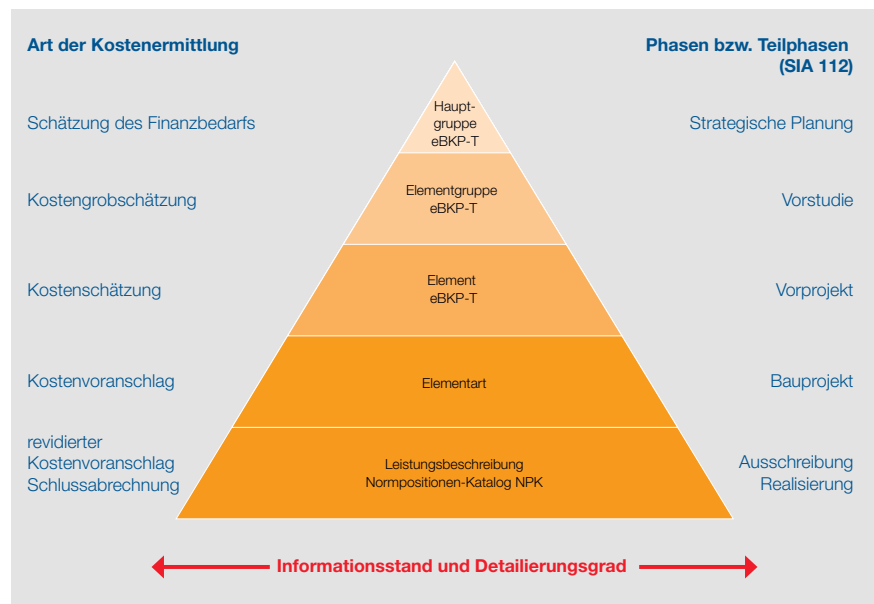 Art der Kostenermittlung
Phasen bzw. Teilphasen
(SIA 112)
Schätzung des Finanzbedarfs
Haupt-
gruppe
eBKP-T
Strategische Planung
Kostengrobschätzung
Elementgruppe
eBKP-T
Vorstudie
Kostenschätzung
Element
eBKP-T
Vorprojekt
Kostenvoranschlag
Elementart
Bauprojekt
revidierter
Kostenvoranschlag
Schlussabrechnung
Leistungsbeschreibung
Normpositionen-Katalog NPK
Ausschreibung
Realisierung
Informationsstand und Detailierungsgrad